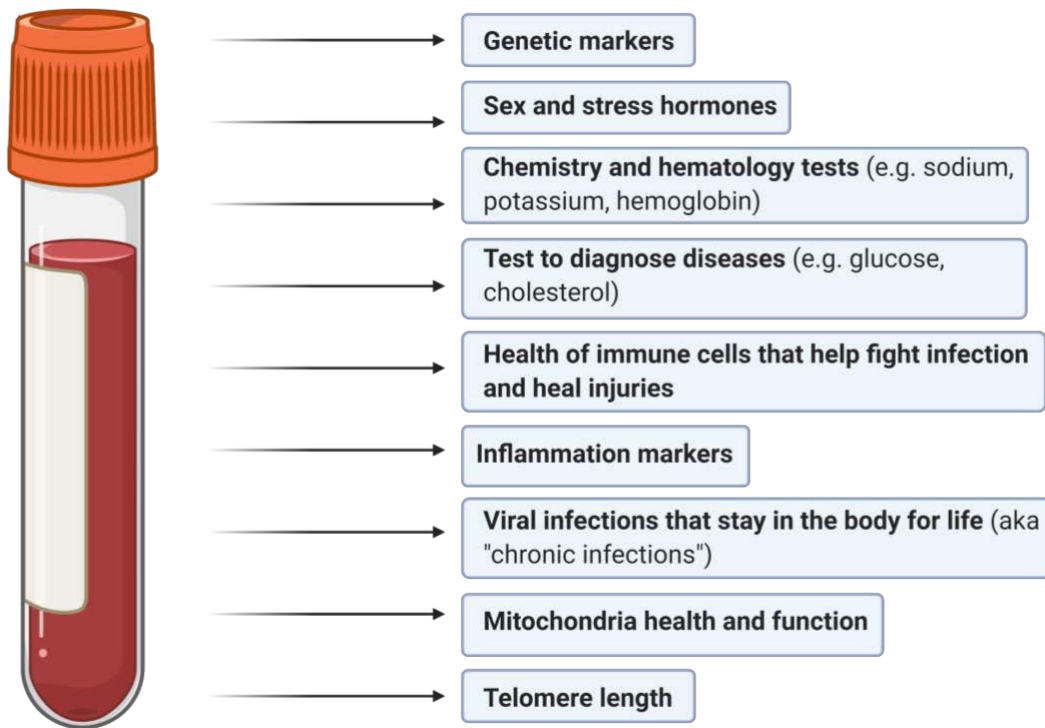 Genetic markers
Sex and stress hormones
Chemistry and hematology tests (e.g. sodium,
potassium, hemoglobin)
Test to diagnose diseases (e.g. glucose,
cholesterol)
Health of immune cells that help fight infection
and heal injuries
Inflammation markers
Viral infections that stay in the body for life (aka
"chronic infections")
Mitochondria health and function
Telomere length